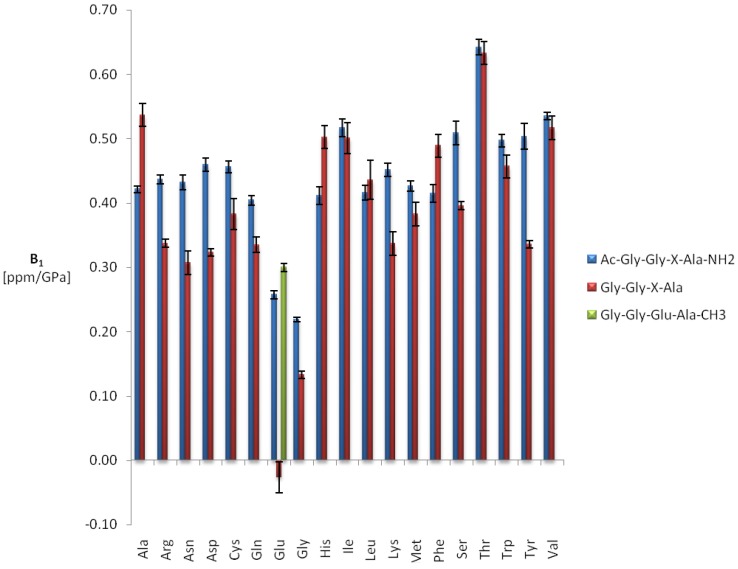 0.70
0.60
0.50
0.40
0.30
0.20
0.10
0.00
-0.10
B1
[ppm/GPa]
Ala
Arg
Asn
Asp
Cys
Gln
Glu
Gly
His
Ile
Leu
Lys
Met
Phe
Ser
Thr
Trp
Tyr
Val
Ac-Gly-Gly-X-Ala-NH2
Gly-Gly-X-Ala
Gly-Gly-Glu-Ala-CH3